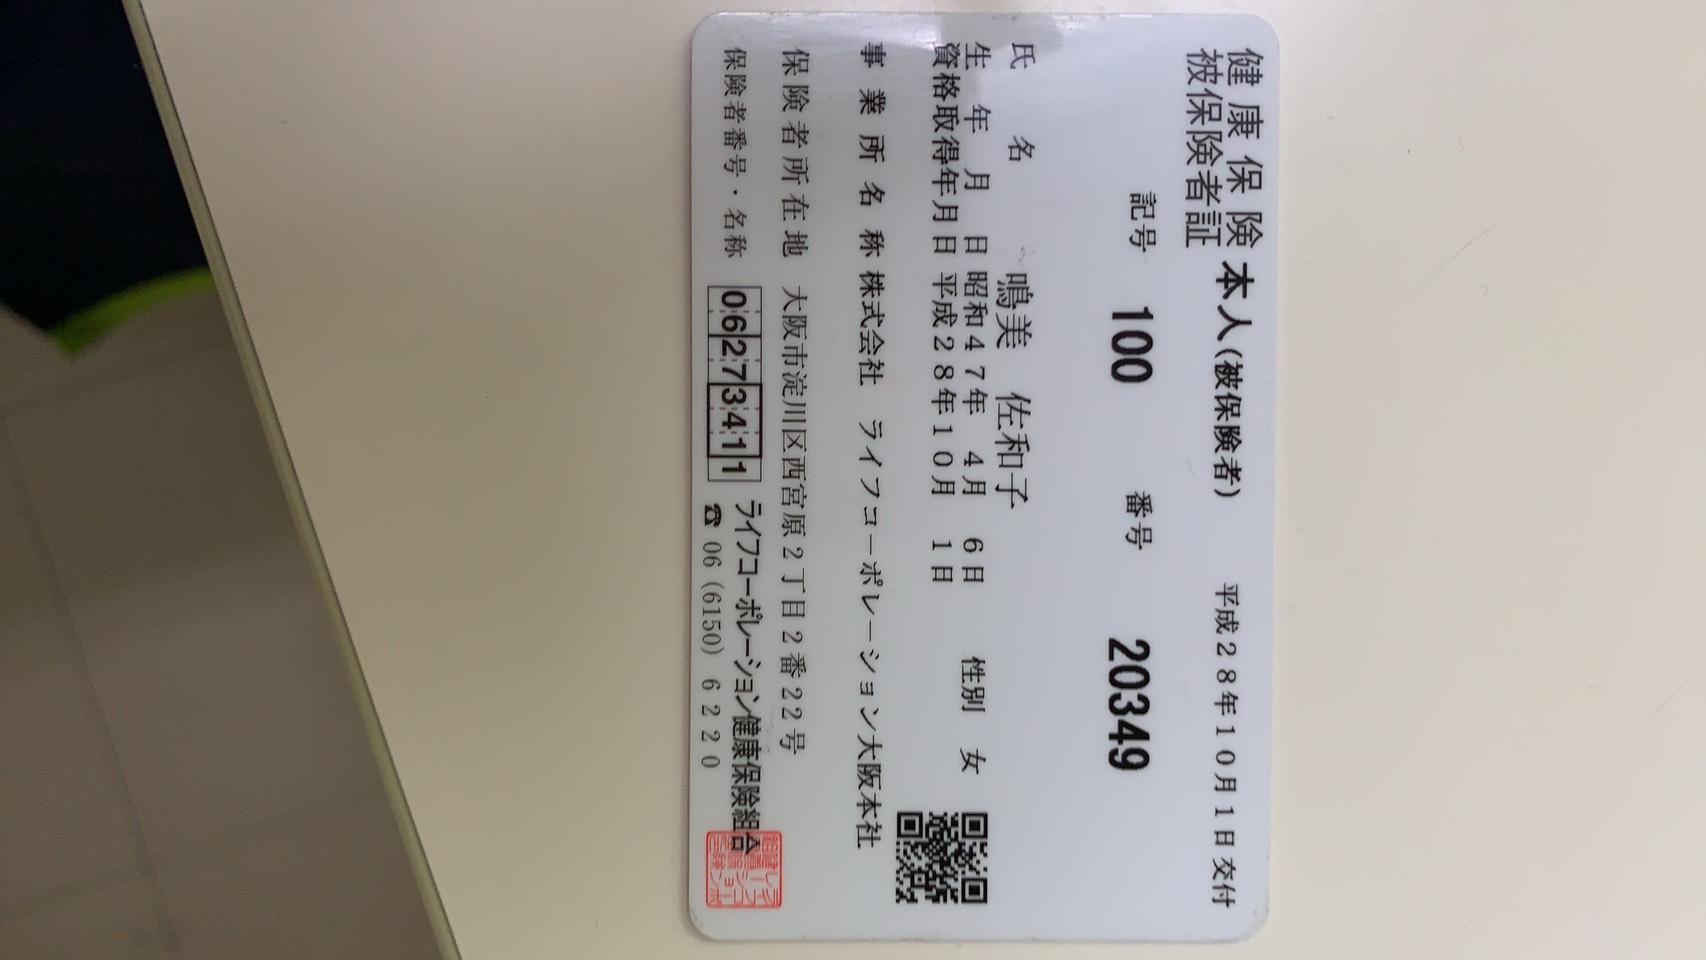 健康保険 本人(被保険者) 平成28年10月1日交付
被保険者証
記号 100 番号 20349
氏名 鳴美 佐和子
生年月日 昭和47年 4月 6日 性別 女
資格取得年月日 平成28年10月 1日
事業所名称 株式会社 ライフコーポレーション大阪本社
保険者所在地 大阪市淀川区西宮原2丁目2番22号
保険者番号・名称 06273411 ライフコーポレーション健康保険組合
☎ 06(6150)6220